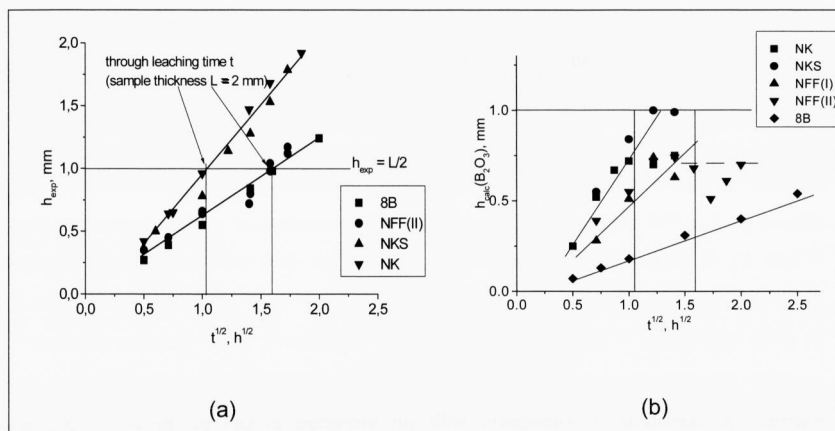 through leaching time t
(sample thickness L = 2 mm)
2,0
1,5
1,0
0,5
0,0
h_exp, mm
h_exp = L/2
8B
NFF(II)
NKS
NK
0,0
0,5
1,0
1,5
2,0
2,5
t^1/2, h^1/2
(a)
1.0
0.5
0.0
h_calc(B₂O₃), mm
NK
NKS
NFF(I)
NFF(II)
8B
0.0
0.5
1.0
1.5
2.0
2.5
t^1/2, h^1/2
(b)